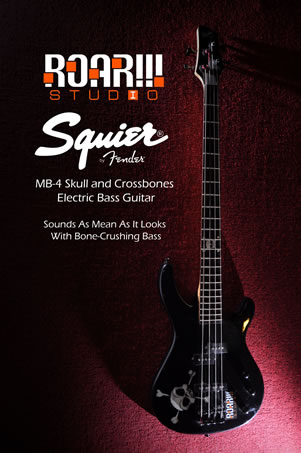 ROAR!!!
STUDIO
Squier®
by Fender
MB-4 Skull and Crossbones
Electric Bass Guitar
Sounds As Mean As It Looks
With Bone-Crushing Bass
ROAR!!!